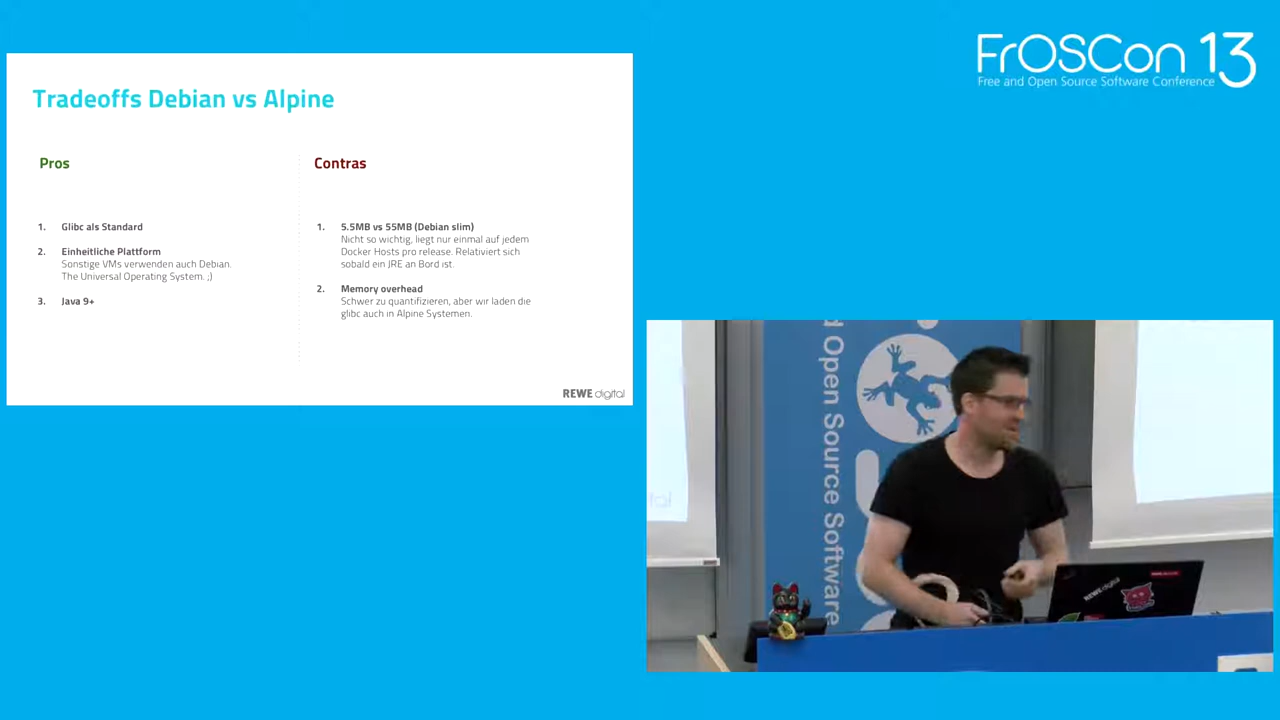 FrOSCon 13
Free and Open Source Software Conference
Tradeoffs Debian vs Alpine
Pros
1. Glibc als Standard
2. Einheitliche Plattform
Sonstige VMs verwenden auch Debian.
The Universal Operating System. ;)
3. Java 9+
Contras
1. 5.5MB vs 55MB (Debian slim)
Nicht so wichtig, liegt nur einmal auf jedem
Docker Hosts pro release. Relativiert sich
sobald ein JRE an Bord ist.
2. Memory overhead
Schwer zu quantifizieren, aber wir laden die
glibc auch in Alpine Systemen.
REWE digital
d Open Source Software
REWE digital